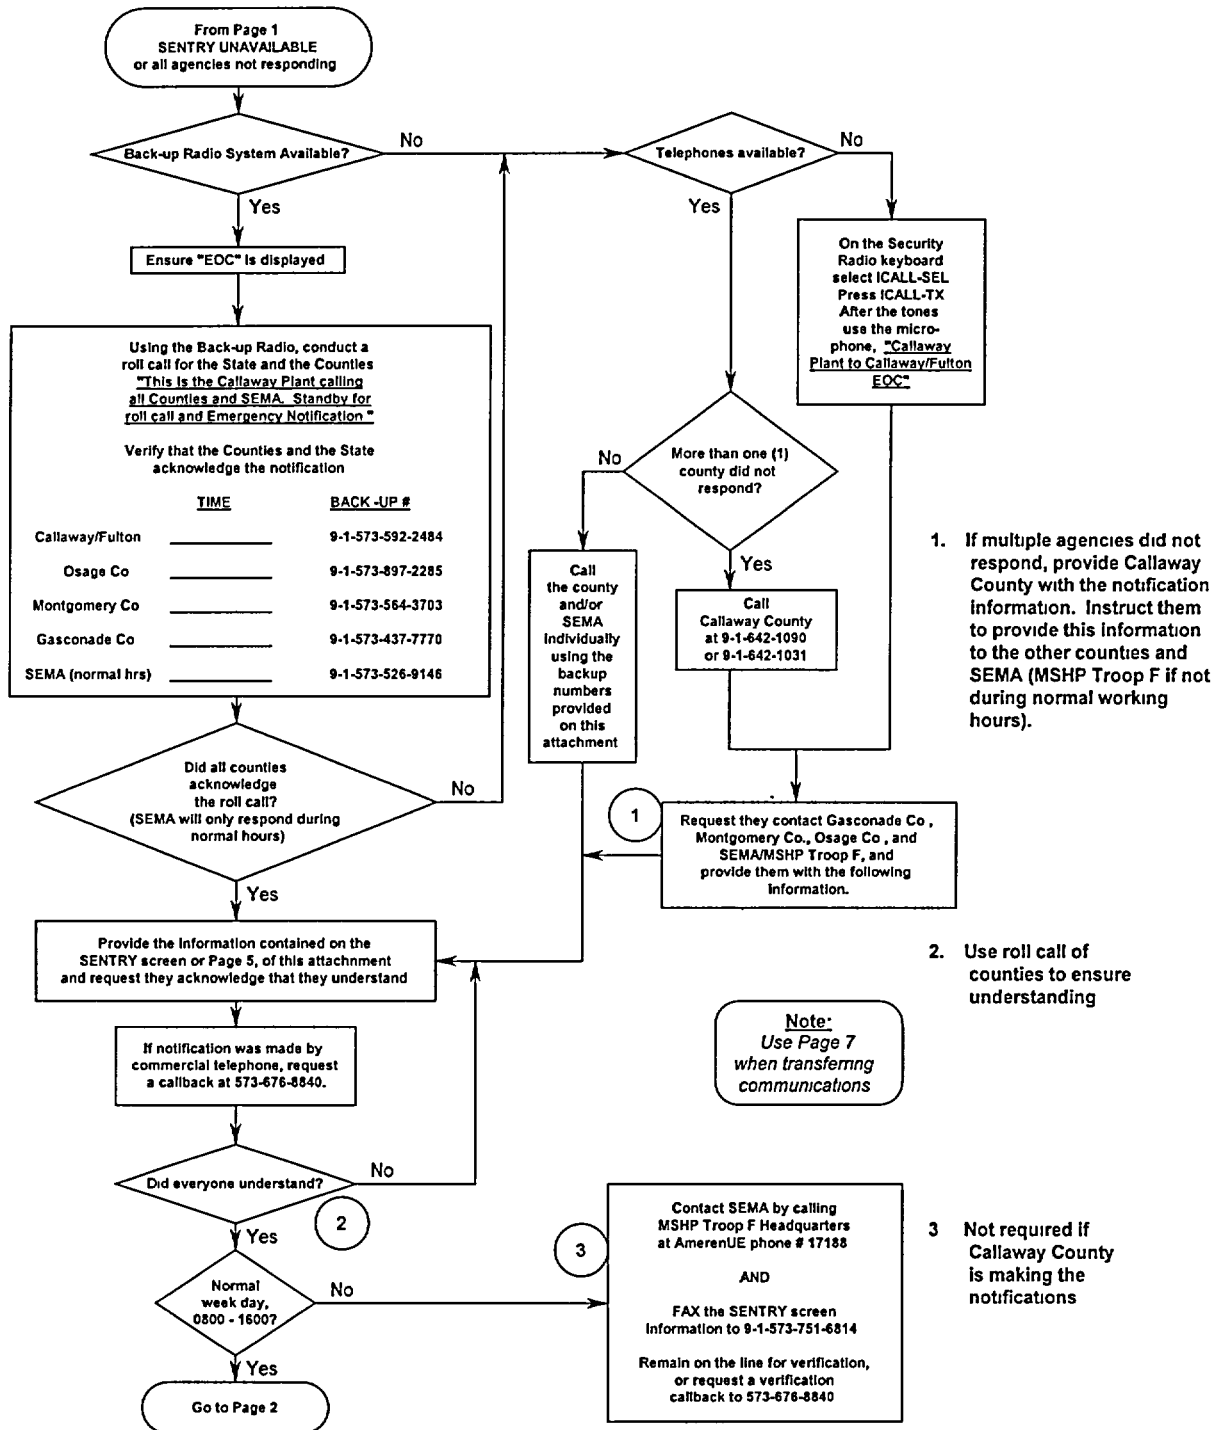 From Page 1
SENTRY UNAVAILABLE
or all agencies not responding
Back-up Radio System Available?
No
Yes
Telephones available?
No
Yes
Ensure "EOC" is displayed
On the Security
Radio keyboard
select ICALL-SEL
Press ICALL-TX
After the tones
use the micro-
phone, "Callaway
Plant to Callaway/Fulton
EOC"
Using the Back-up Radio, conduct a
roll call for the State and the Counties
"This is the Callaway Plant calling
all Counties and SEMA. Standby for
roll call and Emergency Notification "
Verify that the Counties and the State
acknowledge the notification
TIME BACK -UP #
Callaway/Fulton 9-1-573-592-2484
Osage Co 9-1-573-897-2285
Montgomery Co 9-1-573-564-3703
Gasconade Co 9-1-573-437-7770
SEMA (normal hrs) 9-1-573-526-9146
More than one (1)
county did not
respond?
No
Yes
Call
the county
and/or
SEMA
individually
using the
backup
numbers
provided
on this
attachment
Call
Callaway County
at 9-1-642-1090
or 9-1-642-1031
1. If multiple agencies did not
respond, provide Callaway
County with the notification
information. Instruct them
to provide this information
to the other counties and
SEMA (MSHP Troop F if not
during normal working
hours).
Did all counties
acknowledge
the roll call?
(SEMA will only respond during
normal hours)
No
Yes
1
Request they contact Gasconade Co ,
Montgomery Co., Osage Co , and
SEMA/MSHP Troop F, and
provide them with the following
information.
Provide the Information contained on the
SENTRY screen or Page 5, of this attachnment
and request they acknowledge that they understand
2. Use roll call of
counties to ensure
understanding
Note:
Use Page 7
when transferring
communications
If notification was made by
commercial telephone, request
a callback at 573-676-8840.
Did everyone understand?
No
2
Yes
Normal
week day,
0800 - 1600?
No
Yes
Go to Page 2
3
Contact SEMA by calling
MSHP Troop F Headquarters
at AmerenUE phone # 17188
AND
FAX the SENTRY screen
Information to 9-1-573-751-6814
Remain on the line for verification,
or request a verification
callback to 573-676-8840
3 Not required if
Callaway County
is making the
notifications